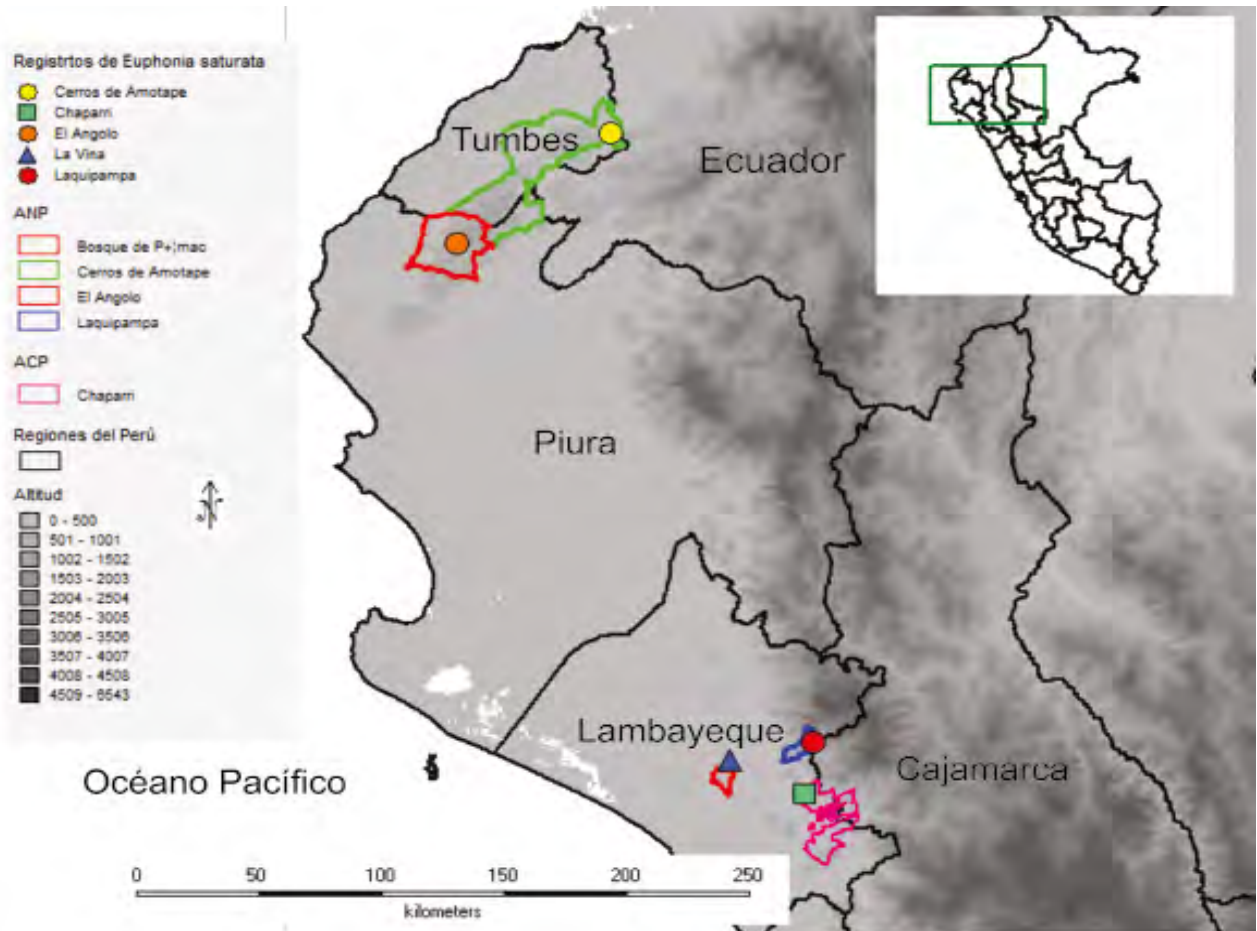 Registrtos de Euphonia saturata
Cerros de Amotape
Chaparri
El Angolo
La Vina
Laquipampa
ANP
Bosque de P+¦mac
Cerros de Amotape
El Angolo
Laquipampa
ACP
Chaparri
Regiones del Perú
Altitud
0 - 500
501 - 1001
1002 - 1502
1503 - 2003
2004 - 2504
2505 - 3005
3006 - 3506
3507 - 4007
4008 - 4508
4509 - 6543
Tumbes
Ecuador
Piura
Lambayeque
Cajamarca
Océano Pacífico
0 50 100 150 200 250
kilometers